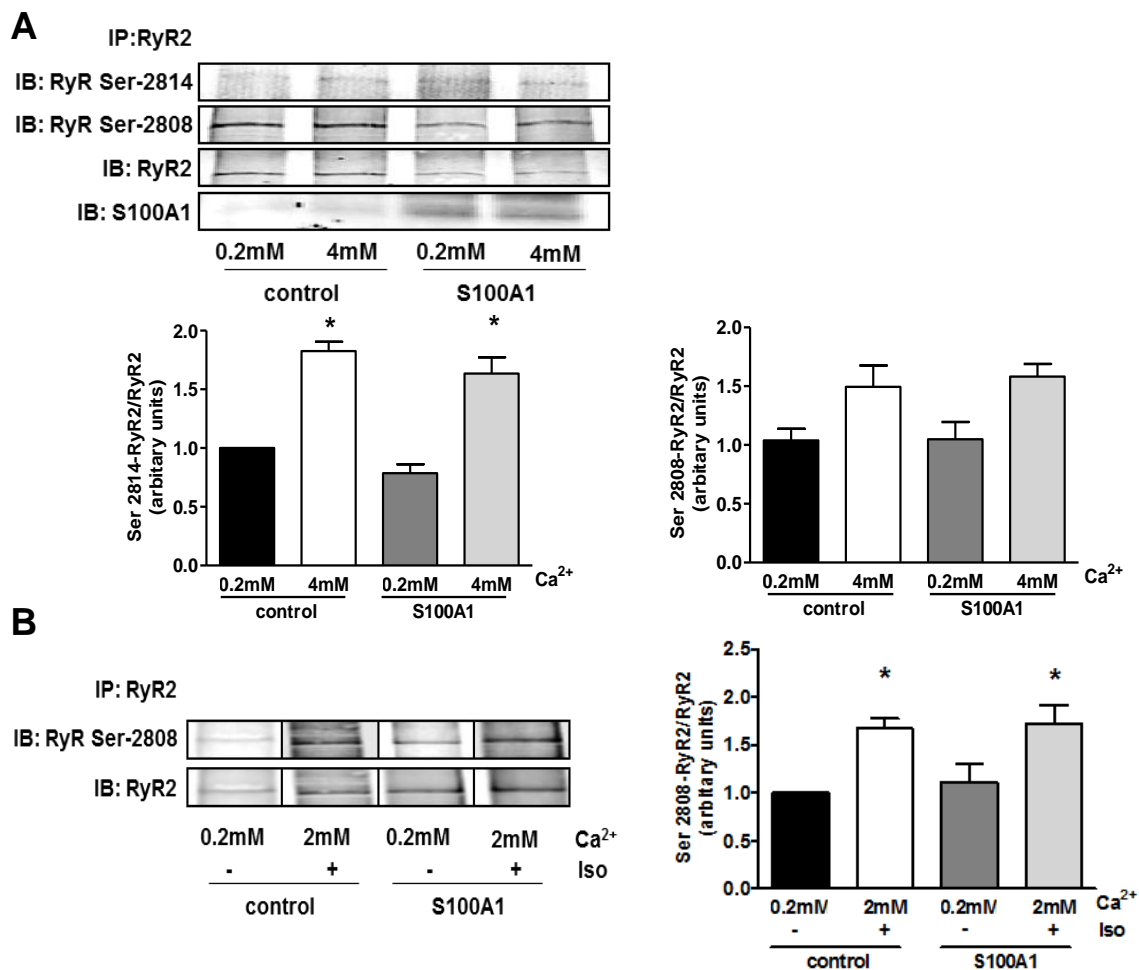 A
IP:RyR2
IB: RyR Ser-2814
IB: RyR Ser-2808
IB: RyR2
IB: S100A1
0.2mM 4mM 0.2mM 4mM
control S100A1
Ser 2814-RyR2/RyR2
(arbitary units)
2.0
1.5
1.0
0.5
0.0
* *
0.2mM 4mM 0.2mM 4mM Ca²⁺
control S100A1
Ser 2808-RyR2/RyR2
(arbitary units)
2.0
1.5
1.0
0.5
0.0
0.2mM 4mM 0.2mM 4mM Ca²⁺
control S100A1
B
IP: RyR2
IB: RyR Ser-2808
IB: RyR2
0.2mM 2mM 0.2mM 2mM Ca²⁺
- + - + Iso
control S100A1
Ser 2808-RyR2/RyR2
(arbitary units)
2.5
2.0
1.5
1.0
0.5
0.0
* *
0.2mM 2mM 0.2mM 2mM Ca²⁺
- + - + Iso
control S100A1